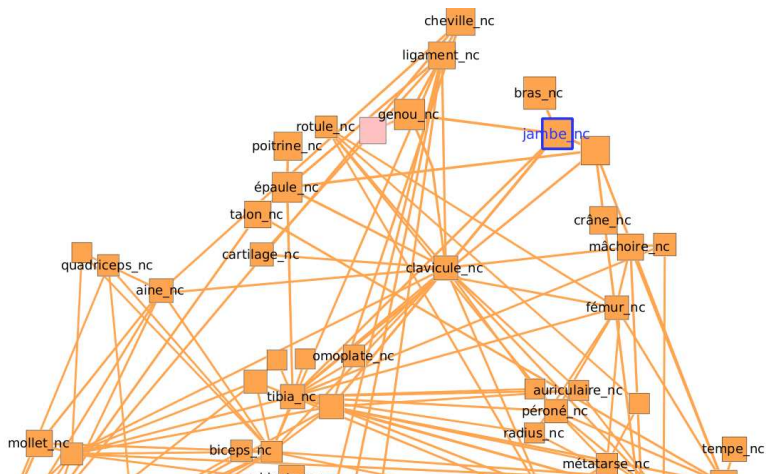 cheville_nc
ligament_nc
bras_nc
genou_nc
rotule_nc
jambe_nc
poitrine_nc
épaule_nc
talon_nc
crâne_nc
mâchoire_nc
cartilage_nc
quadriceps_nc
clavicule_nc
aine_nc
fémur_nc
omoplate_nc
auriculaire_nc
tibia_nc
péroné_nc
radius_nc
mollet_nc
biceps_nc
tempe_nc
métatarse_nc